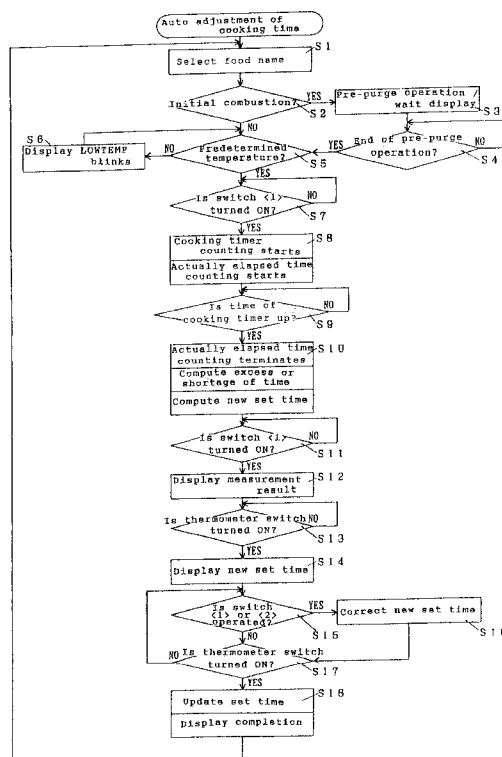 Auto adjustment of
cooking time
S1
Select food name
Initial combustion?
YES
S2
NO
Pre-purge operation /
wait display
S3
S6
Display LOWTEMP
blinks
NO
Predetermined
temperature?
S5
YES
YES
End of pre-purge
operation?
NO
S4
Is switch <1>
turned ON?
NO
S7
YES
Cooking timer
counting starts
S8
Actually elapsed time
counting starts
Is time of
cooking timer up?
NO
S9
YES
Actually elapsed time
counting terminates
S10
Compute excess or
shortage of time
Compute new set time
Is switch <1>
turned ON?
NO
S11
YES
Display measurement
result
S12
Is thermometer switch
turned ON?
NO
S13
YES
Display new set time
S14
Is switch
<1> or <2>
operated?
YES
S15
NO
Correct new set time
S16
NO
Is thermometer switch
turned ON?
S17
YES
Update set time
S18
Display completion